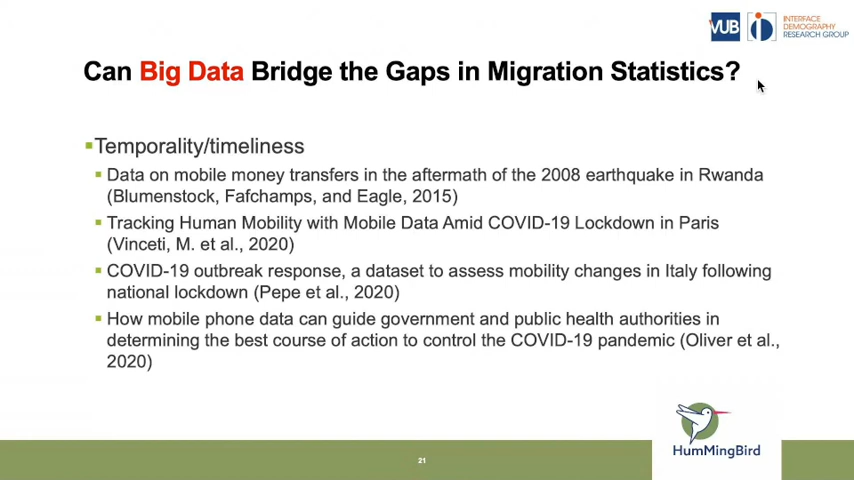 VUB
INTERFACE
DEMOGRAPHY
RESEARCH GROUP
Can Big Data Bridge the Gaps in Migration Statistics?
Temporality/timeliness
Data on mobile money transfers in the aftermath of the 2008 earthquake in Rwanda
(Blumenstock, Fafchamps, and Eagle, 2015)
Tracking Human Mobility with Mobile Data Amid COVID-19 Lockdown in Paris
(Vinceti, M. et al., 2020)
COVID-19 outbreak response, a dataset to assess mobility changes in Italy following
national lockdown (Pepe et al., 2020)
How mobile phone data can guide government and public health authorities in
determining the best course of action to control the COVID-19 pandemic (Oliver et al.,
2020)
HumMingBird
21